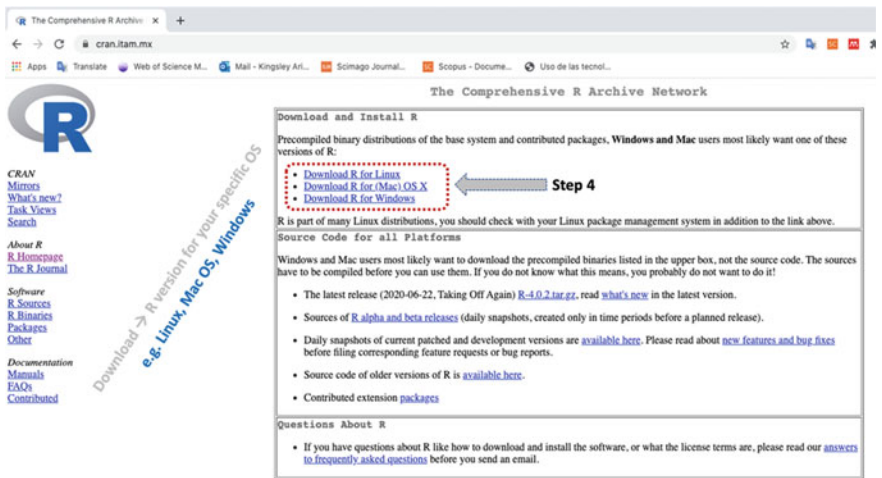 The Comprehensive R Archive
cran.itam.mx
Apps Translate Web of Science M... Mail - Kingsley Ari... Scimago Journal... Scopus - Docume... Uso de las tecnol...
The Comprehensive R Archive Network
R
CRAN
Mirrors
What's new?
Task Views
Search
About R
R Homepage
The R Journal
Software
R Sources
R Binaries
Packages
Other
Documentation
Manuals
FAQs
Contributed
Download → R version for your specific OS
e.g. Linux, Mac OS, Windows
Download and Install R
Precompiled binary distributions of the base system and contributed packages, Windows and Mac users most likely want one of these
versions of R:
• Download R for Linux
• Download R for (Mac) OS X
• Download R for Windows
Step 4
R is part of many Linux distributions, you should check with your Linux package management system in addition to the link above.
Source Code for all Platforms
Windows and Mac users most likely want to download the precompiled binaries listed in the upper box, not the source code. The sources
have to be compiled before you can use them. If you do not know what this means, you probably do not want to do it!
• The latest release (2020-06-22, Taking Off Again) R-4.0.2.tar.gz, read what's new in the latest version.
• Sources of R alpha and beta releases (daily snapshots, created only in time periods before a planned release).
• Daily snapshots of current patched and development versions are available here. Please read about new features and bug fixes
before filing corresponding feature requests or bug reports.
• Source code of older versions of R is available here.
• Contributed extension packages
Questions About R
• If you have questions about R like how to download and install the software, or what the license terms are, please read our answers
to frequently asked questions before you send an email.